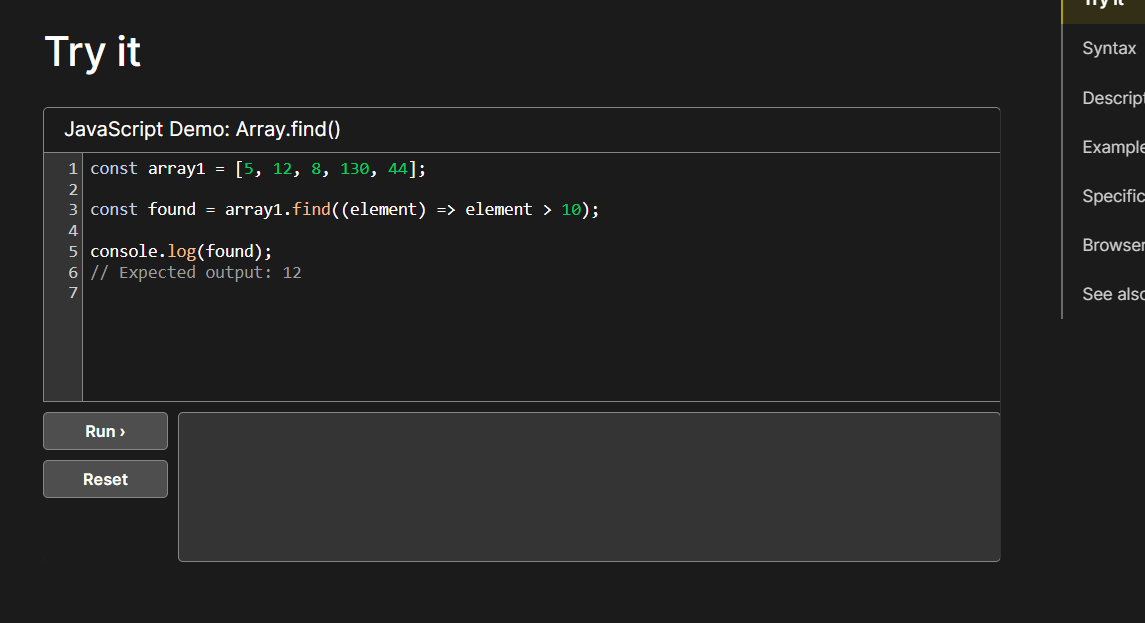 Try it
JavaScript Demo: Array.find()
1 const array1 = [5, 12, 8, 130, 44];
2
3 const found = array1.find((element) => element > 10);
4
5 console.log(found);
6 // Expected output: 12
7
Run ›
Reset
Try it
Syntax
Descript
Example
Specific
Browser
See also